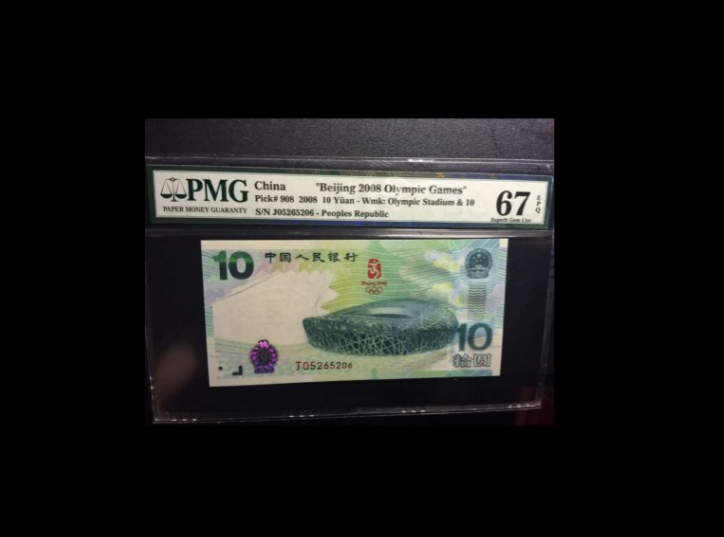 PMG
PAPER MONEY GUARANTY
China "Beijing 2008 Olympic Games"
Pick# 908 2008 10 Yüan - Wmk: Olympic Stadium & 10
S/N J05265206 - Peoples Republic
67 EPQ
Superb Gem Unc
10 中国人民银行
Beijing 2008
10
拾圆
T05265206